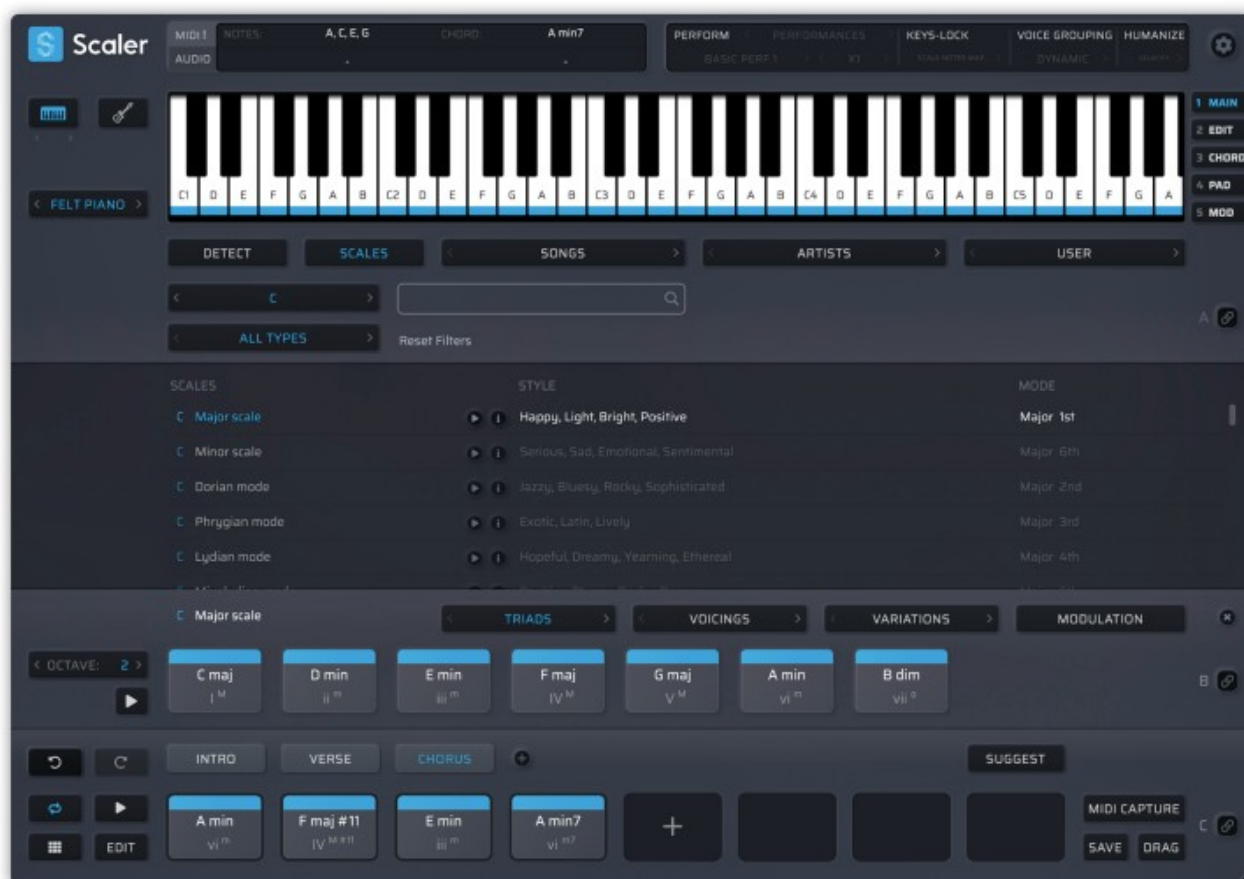 Scaler
MIDI 1 NOTES: A, C, E, G CHORD: A min7
AUDIO - -
PERFORM PERFORMANCES KEYS-LOCK VOICE GROUPING HUMANIZE
BASIC PERF 1 X1 SCALE NOTES MAP DYNAMIC
1 MAIN
2 EDIT
3 CHORD
4 PAD
5 MOD
C1 D E F G A B C2 D E F G A B C3 D E F G A B C4 D E F G A B C5 D E F G A
FELT PIANO
DETECT SCALES SONGS ARTISTS USER
C
A
ALL TYPES Reset Filters
SCALES STYLE MODE
C Major scale Happy, Light, Bright, Positive Major 1st
C Minor scale Serious, Sad, Emotional, Sentimental Major 6th
C Dorian mode Jazzy, Bluesy, Rocky, Sophisticated Major 2nd
C Phrygian mode Exotic, Latin, Lively Major 3rd
C Lydian mode Hopeful, Dreamy, Yearning, Ethereal Major 4th
C Major scale TRIADS VOICINGS VARIATIONS MODULATION
OCTAVE: 2
C maj D min E min F maj G maj A min B dim
I M ii m iii m IV M V M vi m vii o
B
INTRO VERSE CHORUS SUGGEST
A min F maj #11 E min A min7
vi m IV M #11 iii m vi m7
MIDI CAPTURE
C
EDIT SAVE DRAG